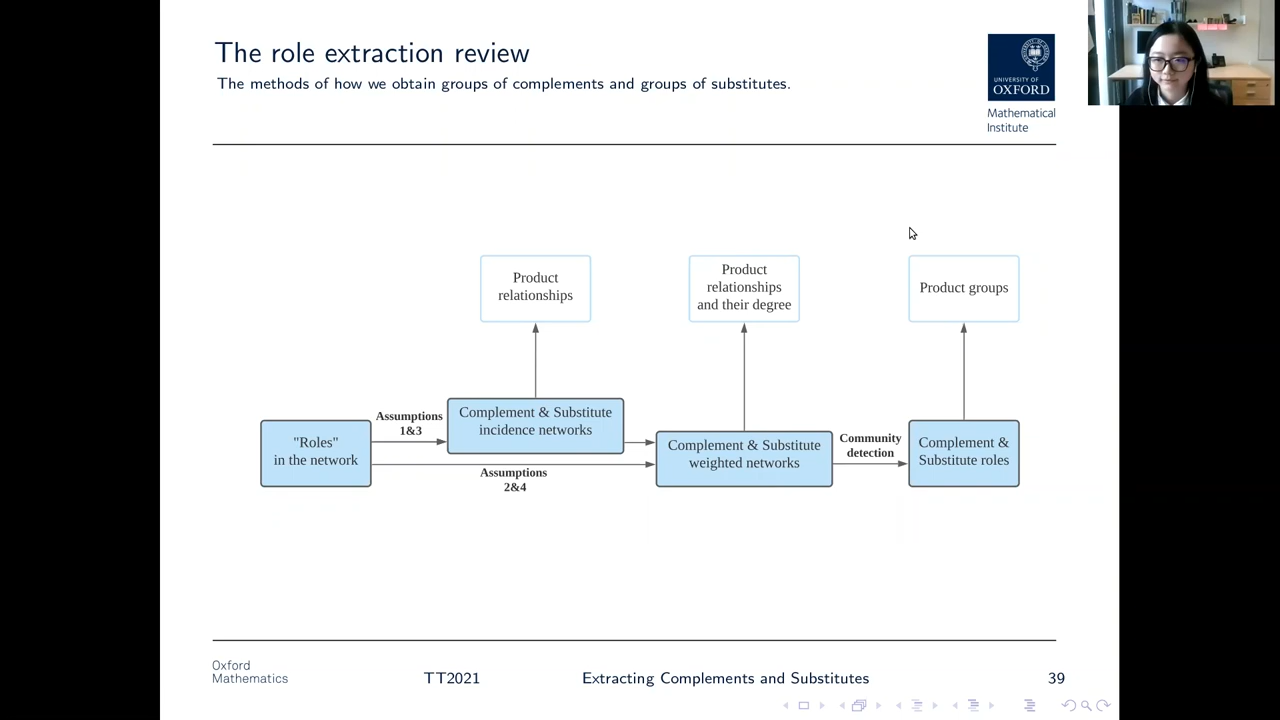 The role extraction review
The methods of how we obtain groups of complements and groups of substitutes.
UNIVERSITY OF
OXFORD
Mathematical
Institute
Product
relationships
Product
relationships
and their degree
Product groups
"Roles"
in the network
Assumptions
1&3
Complement & Substitute
incidence networks
Assumptions
2&4
Complement & Substitute
weighted networks
Community
detection
Complement &
Substitute roles
Oxford
Mathematics
TT2021
Extracting Complements and Substitutes
39